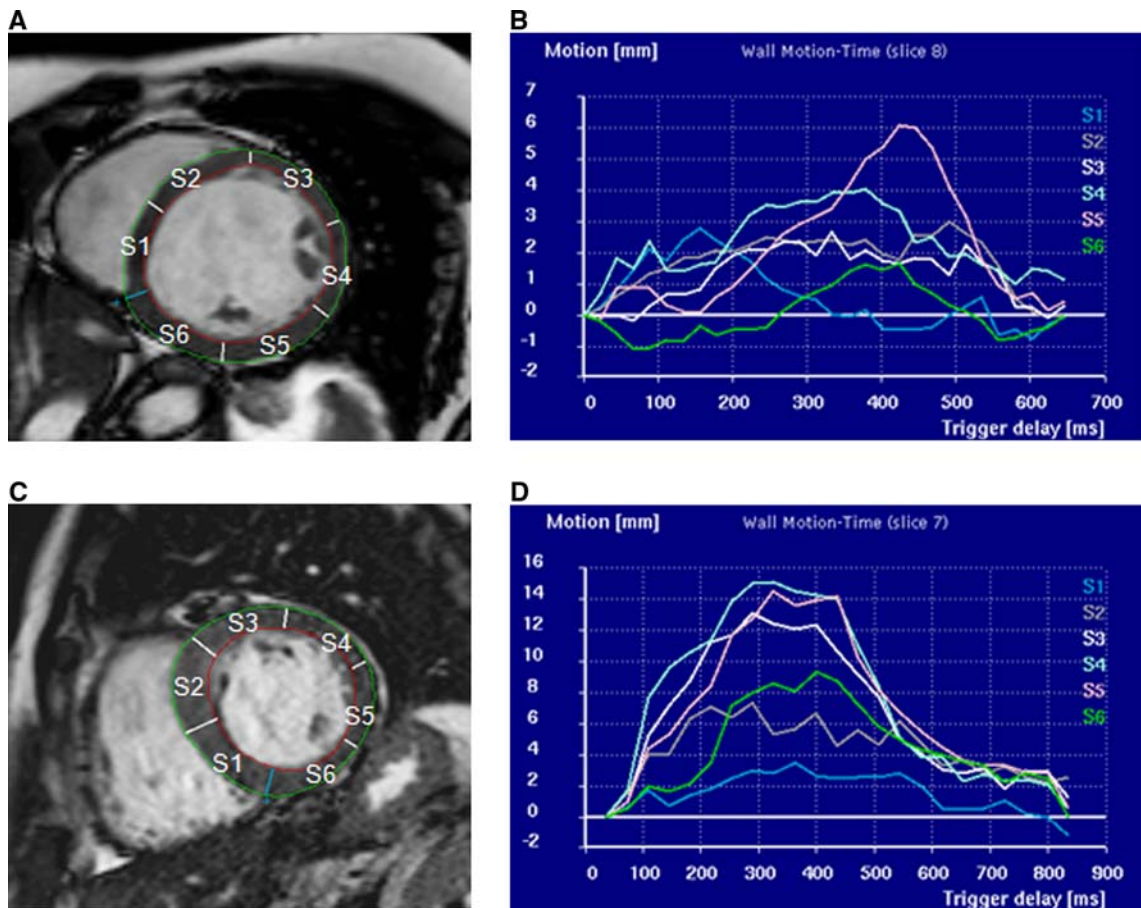 A
S1
S2
S3
S4
S5
S6
B
Motion [mm]
Wall Motion-Time (slice 8)
7
6
5
4
3
2
1
0
-1
-2
0 100 200 300 400 500 600 700
Trigger delay [ms]
S1
S2
S3
S4
S5
S6
C
S1
S2
S3
S4
S5
S6
D
Motion [mm]
Wall Motion-Time (slice 7)
16
14
12
10
8
6
4
2
0
-2
0 100 200 300 400 500 600 700 800 900
Trigger delay [ms]
S1
S2
S3
S4
S5
S6